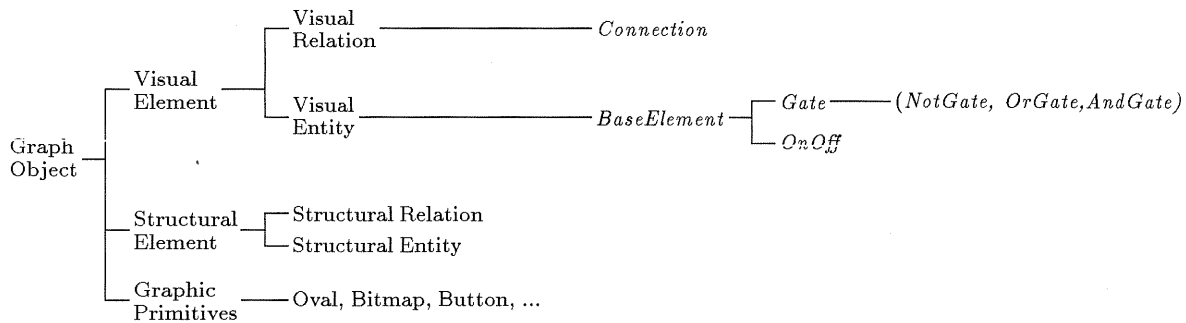 Visual
Relation
Connection
Visual
Element
Visual
Entity
BaseElement
Gate
(NotGate, OrGate,AndGate)
OnOff
Graph
Object
Structural
Element
Structural Relation
Structural Entity
Graphic
Primitives
Oval, Bitmap, Button, ...